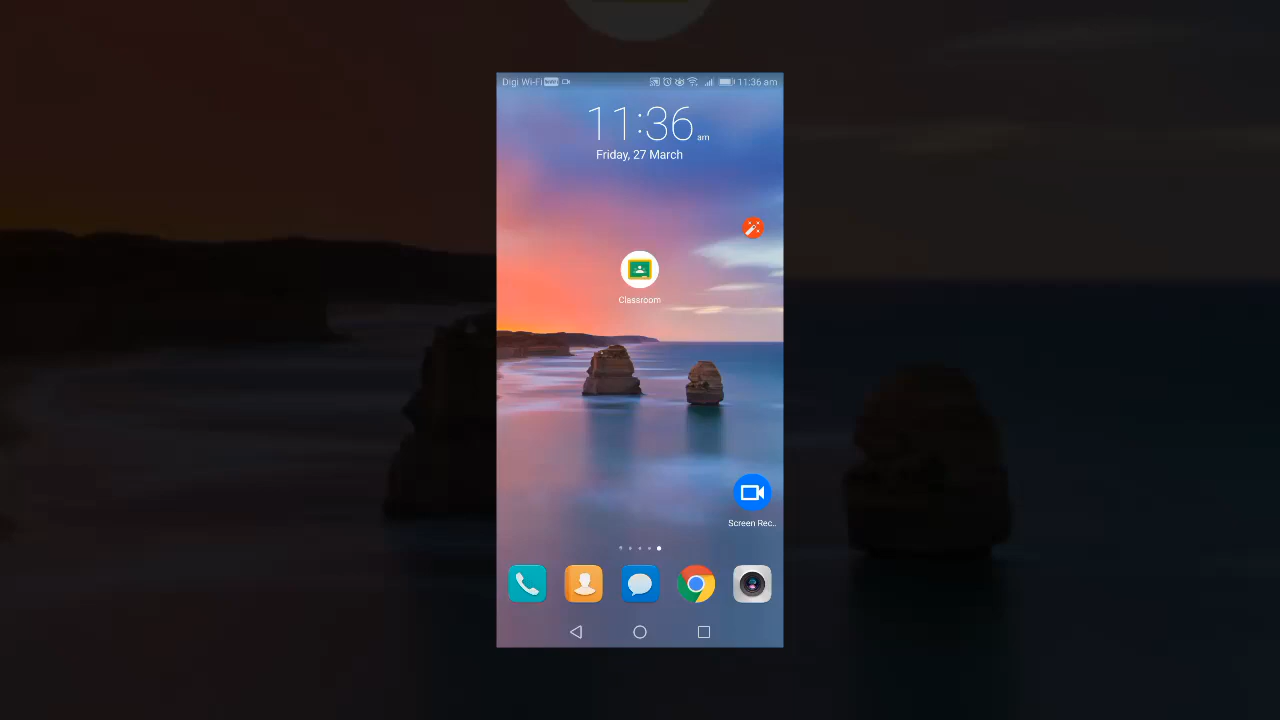 Digi Wi-Fi 11:36 am
11:36 am
Friday, 27 March
Classroom
Screen Rec..